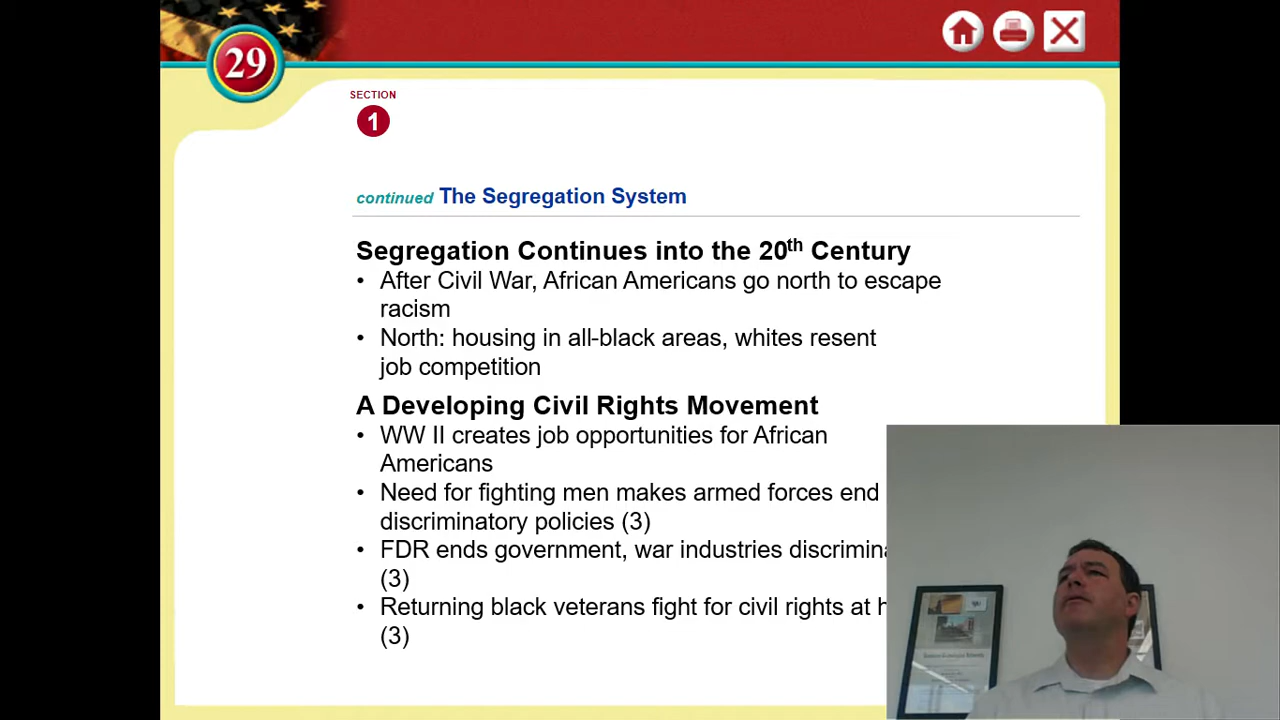 29
SECTION
1
continued The Segregation System
Segregation Continues into the 20th Century
• After Civil War, African Americans go north to escape
racism
• North: housing in all-black areas, whites resent
job competition
A Developing Civil Rights Movement
• WW II creates job opportunities for African
Americans
• Need for fighting men makes armed forces end
discriminatory policies (3)
• FDR ends government, war industries discrimina
(3)
• Returning black veterans fight for civil rights at h
(3)